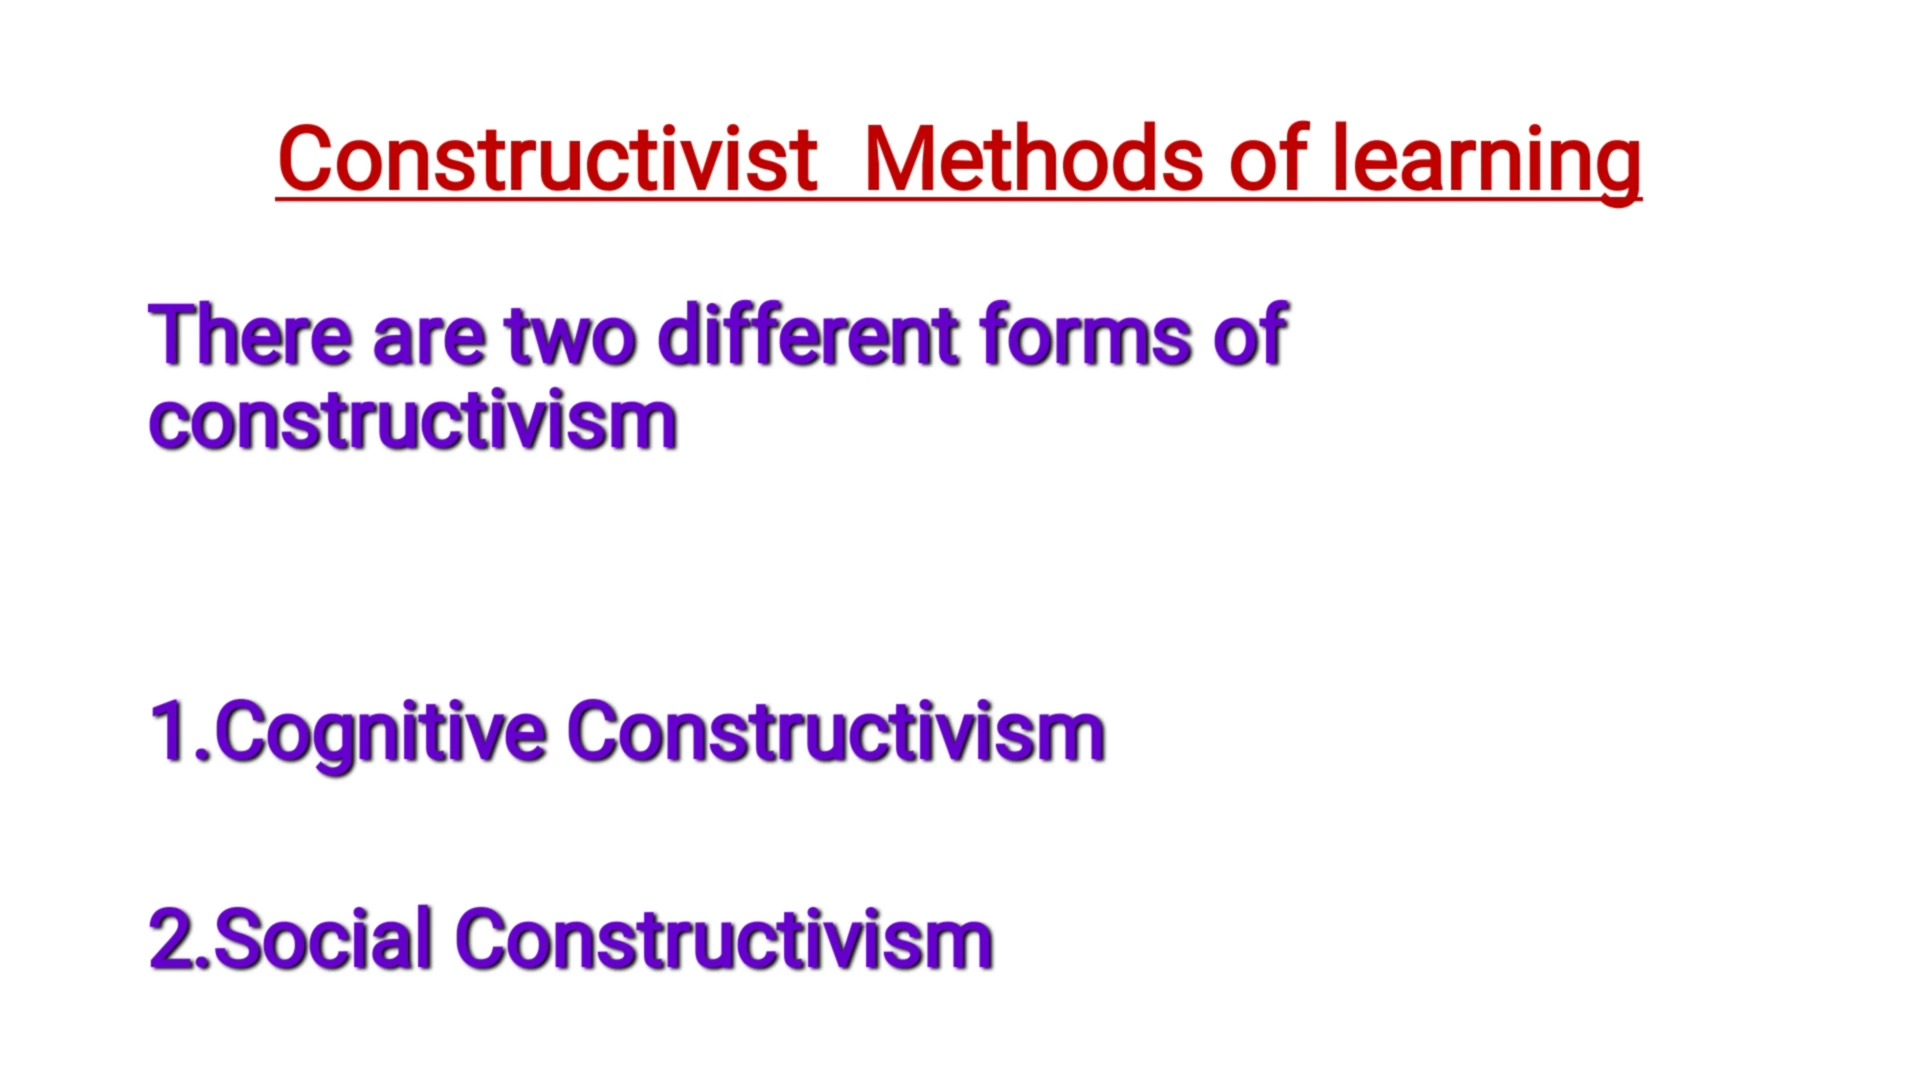 Constructivist  Methods of learning
There are two different forms of
constructivism
1.Cognitive Constructivism
2.Social Constructivism